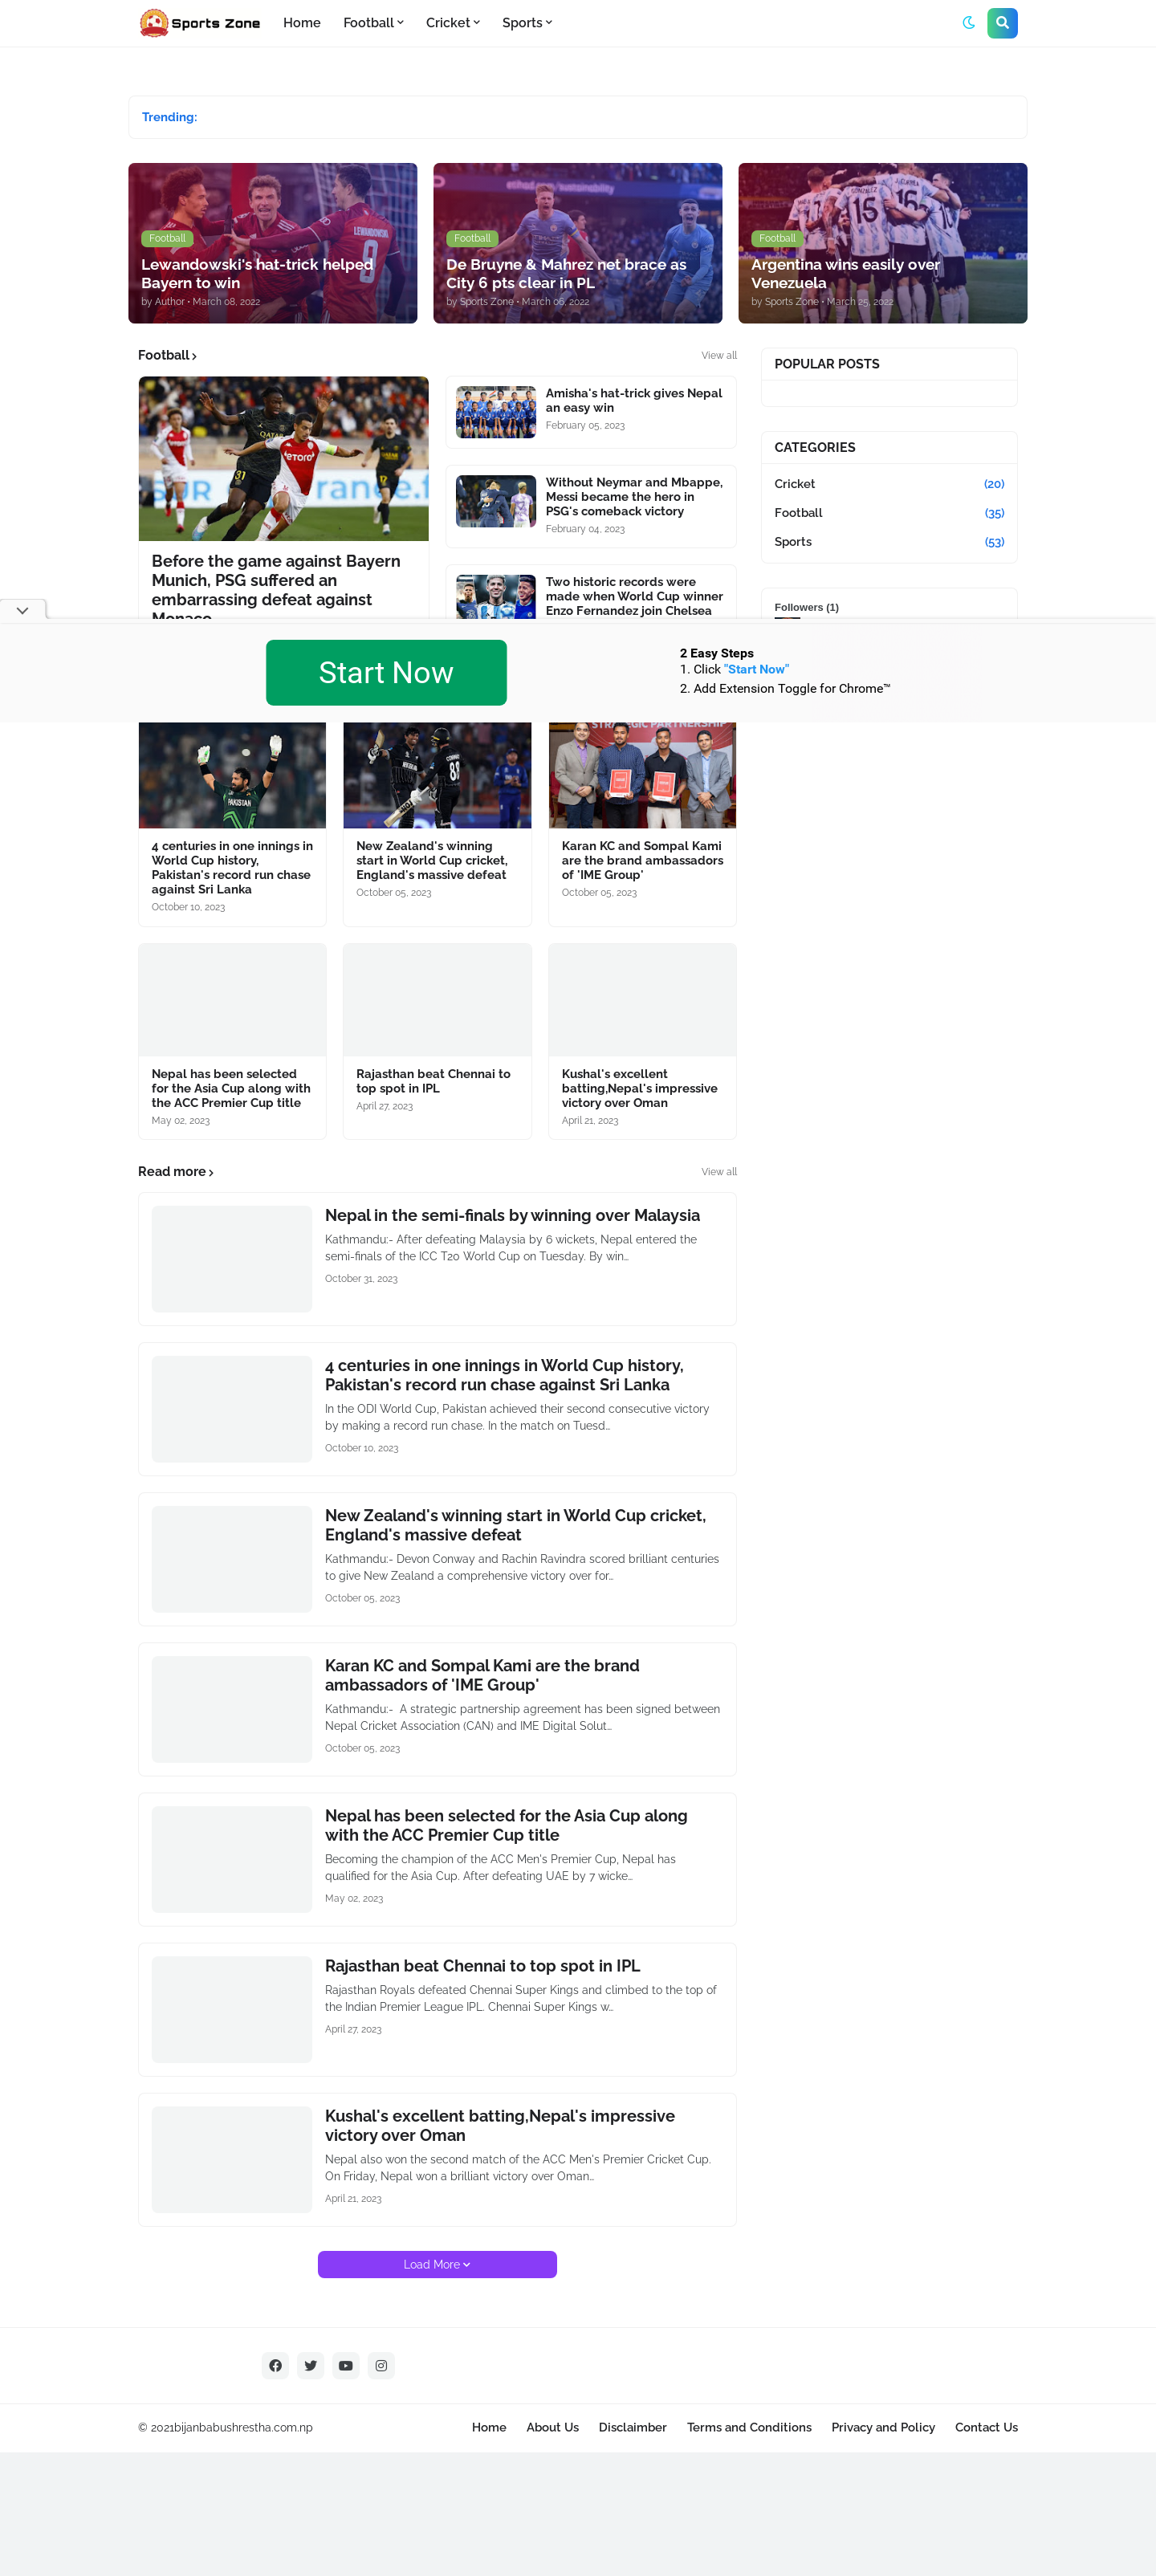 Sports Zone
Home
Football
Cricket
Sports
Trending:
Football
Lewandowski's hat-trick helped
Bayern to win
by Author • March 08, 2022
Football
De Bruyne & Mahrez net brace as
City 6 pts clear in PL
by Sports Zone • March 06, 2022
Football
Argentina wins easily over
Venezuela
by Sports Zone • March 25, 2022
Football
View all
Before the game against Bayern
Munich, PSG suffered an
embarrassing defeat against
Monaco
Amisha's hat-trick gives Nepal
an easy win
February 05, 2023
Without Neymar and Mbappe,
Messi became the hero in
PSG's comeback victory
February 04, 2023
Two historic records were
made when World Cup winner
Enzo Fernandez join Chelsea
POPULAR POSTS
CATEGORIES
Cricket
(20)
Football
(35)
Sports
(53)
Followers (1)
Start Now
2 Easy Steps
1. Click "Start Now"
2. Add Extension Toggle for Chrome™
4 centuries in one innings in
World Cup history,
Pakistan's record run chase
against Sri Lanka
October 10, 2023
New Zealand's winning
start in World Cup cricket,
England's massive defeat
October 05, 2023
STRATEGIC PARTNERSHIP
Karan KC and Sompal Kami
are the brand ambassadors
of 'IME Group'
October 05, 2023
Nepal has been selected
for the Asia Cup along with
the ACC Premier Cup title
May 02, 2023
Rajasthan beat Chennai to
top spot in IPL
April 27, 2023
Kushal's excellent
batting,Nepal's impressive
victory over Oman
April 21, 2023
Read more
View all
Nepal in the semi-finals by winning over Malaysia
Kathmandu:- After defeating Malaysia by 6 wickets, Nepal entered the
semi-finals of the ICC T20 World Cup on Tuesday. By win…
October 31, 2023
4 centuries in one innings in World Cup history,
Pakistan's record run chase against Sri Lanka
In the ODI World Cup, Pakistan achieved their second consecutive victory
by making a record run chase. In the match on Tuesd…
October 10, 2023
New Zealand's winning start in World Cup cricket,
England's massive defeat
Kathmandu:- Devon Conway and Rachin Ravindra scored brilliant centuries
to give New Zealand a comprehensive victory over for…
October 05, 2023
Karan KC and Sompal Kami are the brand
ambassadors of 'IME Group'
Kathmandu:-  A strategic partnership agreement has been signed between
Nepal Cricket Association (CAN) and IME Digital Solut…
October 05, 2023
Nepal has been selected for the Asia Cup along
with the ACC Premier Cup title
Becoming the champion of the ACC Men's Premier Cup, Nepal has
qualified for the Asia Cup. After defeating UAE by 7 wicke…
May 02, 2023
Rajasthan beat Chennai to top spot in IPL
Rajasthan Royals defeated Chennai Super Kings and climbed to the top of
the Indian Premier League IPL. Chennai Super Kings w…
April 27, 2023
Kushal's excellent batting,Nepal's impressive
victory over Oman
Nepal also won the second match of the ACC Men's Premier Cricket Cup.
On Friday, Nepal won a brilliant victory over Oman…
April 21, 2023
Load More
© 2021bijanbabushrestha.com.np
Home
About Us
Disclaimber
Terms and Conditions
Privacy and Policy
Contact Us